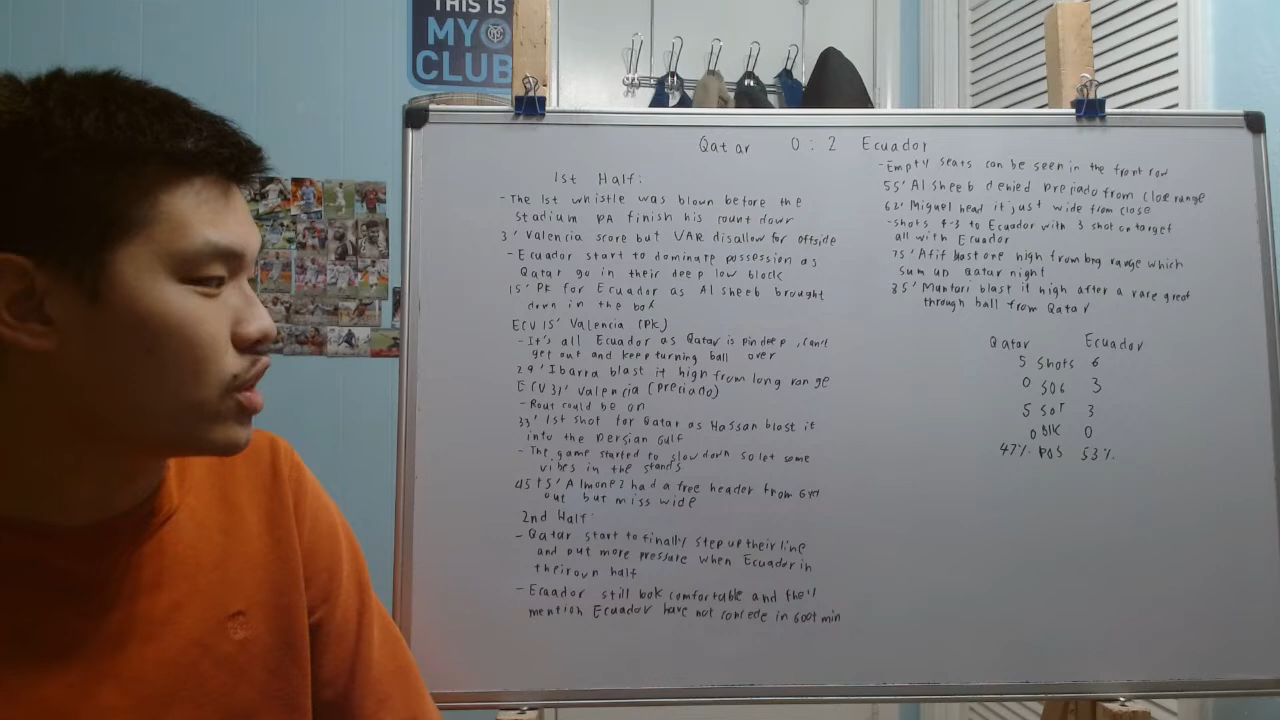 THIS IS
MY
CLUB
Qatar 0 : 2 Ecuador
1st Half:
- The 1st whistle was blown before the
stadium PA finish his count down
3' Valencia score but VAR disallow for offside
- Ecuador start to dominate possession as
Qatar go in their deep low block
15' PK for Ecuador as Al sheeb brought
down in the box
ECU 15' Valencia (PK)
- It's all Ecuador as Qatar is pin deep, can't
get out and keep turning ball over
29' Ibarra blast it high from long range
ECU 31' Valencia (Preciado)
- Rout could be on
33' 1st shot for Qatar as Hassan blast it
into the Persian Gulf
- The game started to slow down so let some
vibes in the stands
45+5' Almoez had a free header from 6 yd
out but miss wide
2nd Half:
- Qatar start to finally step up their line
and put more pressure when Ecuador in
their own half
- Ecuador still look comfortable and they'll
mention Ecuador have not concede in 600+ min
- Empty seats can be seen in the front row
55' Al sheeb denied preciado from close range
62' Miguel head it just wide from close
- shots 4-3 to Ecuador with 3 shot on target
all with Ecuador
75' Afif blast one high from long range which
sum up Qatar night
85' Muntari blast it high after a rare great
through ball from Qatar
Qatar Ecuador
5 Shots 6
0 SOG 3
5 SOT 3
0 BLK 0
47% POS 53%